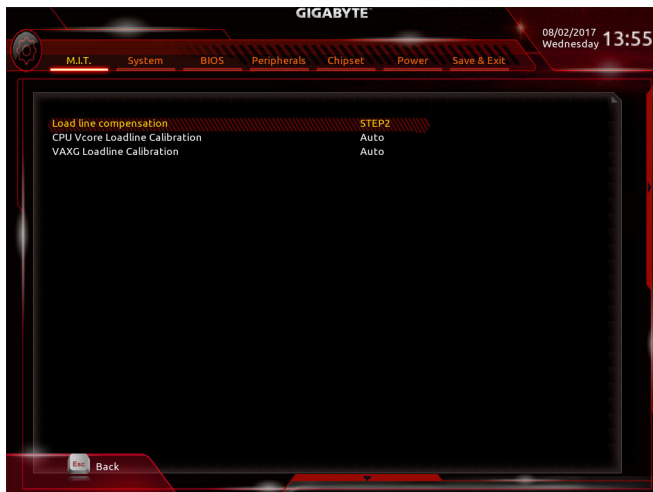 GIGABYTE™
08/02/2017
Wednesday 13:55
M.I.T. System BIOS Peripherals Chipset Power Save & Exit
Load line compensation STEP2
CPU Vcore Loadline Calibration Auto
VAXG Loadline Calibration Auto
Esc Back